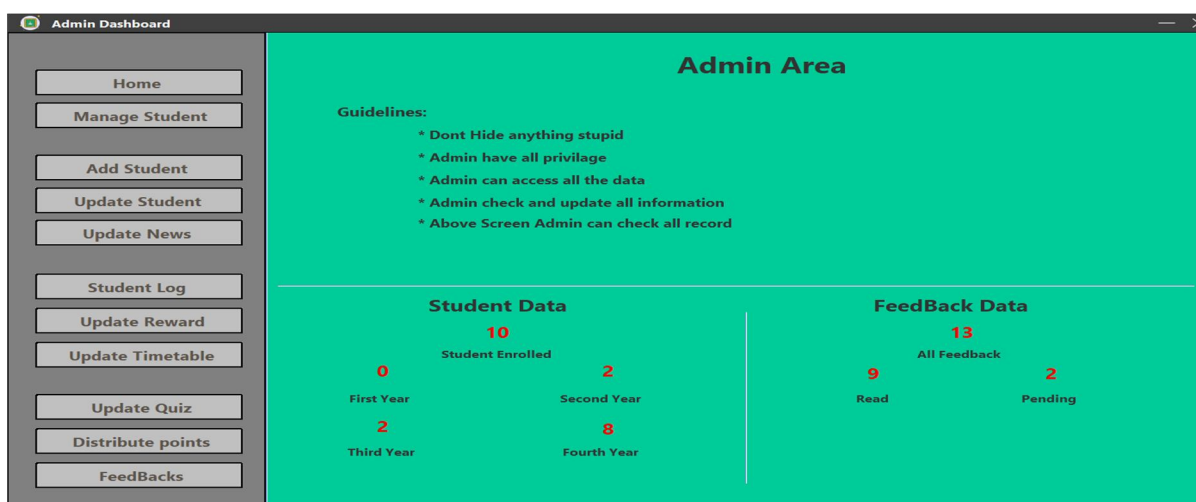 Admin Dashboard
Home
Manage Student
Add Student
Update Student
Update News
Student Log
Update Reward
Update Timetable
Update Quiz
Distribute points
FeedBacks
Admin Area
Guidelines:
* Dont Hide anything stupid
* Admin have all privilage
* Admin can access all the data
* Admin check and update all information
* Above Screen Admin can check all record
Student Data
10
Student Enrolled
0 2
First Year Second Year
2 8
Third Year Fourth Year
FeedBack Data
13
All Feedback
9 2
Read Pending